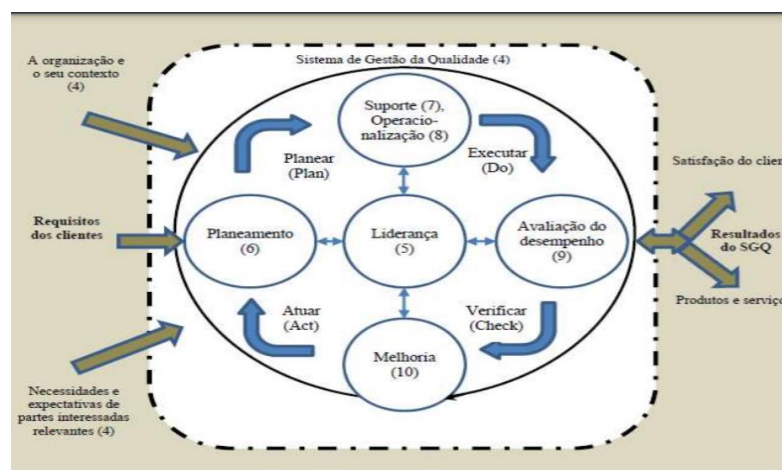 A organização e
o seu contexto
(4)
Sistema de Gestão da Qualidade (4)
Suporte (7),
Operacio-
nalização (8)
Planear
(Plan)
Executar
(Do)
Satisfação do clien
Requisitos
dos clientes
Planeamento
(6)
Liderança
(5)
Avaliação do
desempenho
(9)
Resultados
do SGQ
Atuar
(Act)
Verificar
(Check)
Produtos e serviço
Melhoria
(10)
Necessidades e
expectativas de
partes interessadas
relevantes (4)